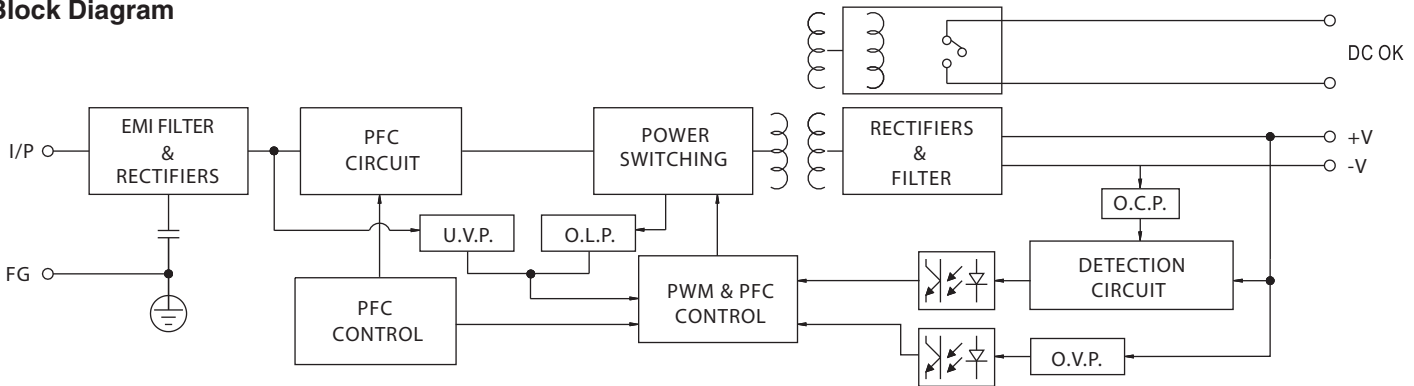 Block Diagram
DC OK
I/P
EMI FILTER
&
RECTIFIERS
PFC
CIRCUIT
POWER
SWITCHING
RECTIFIERS
&
FILTER
+V
-V
O.C.P.
U.V.P.
O.L.P.
FG
PFC
CONTROL
PWM & PFC
CONTROL
DETECTION
CIRCUIT
O.V.P.